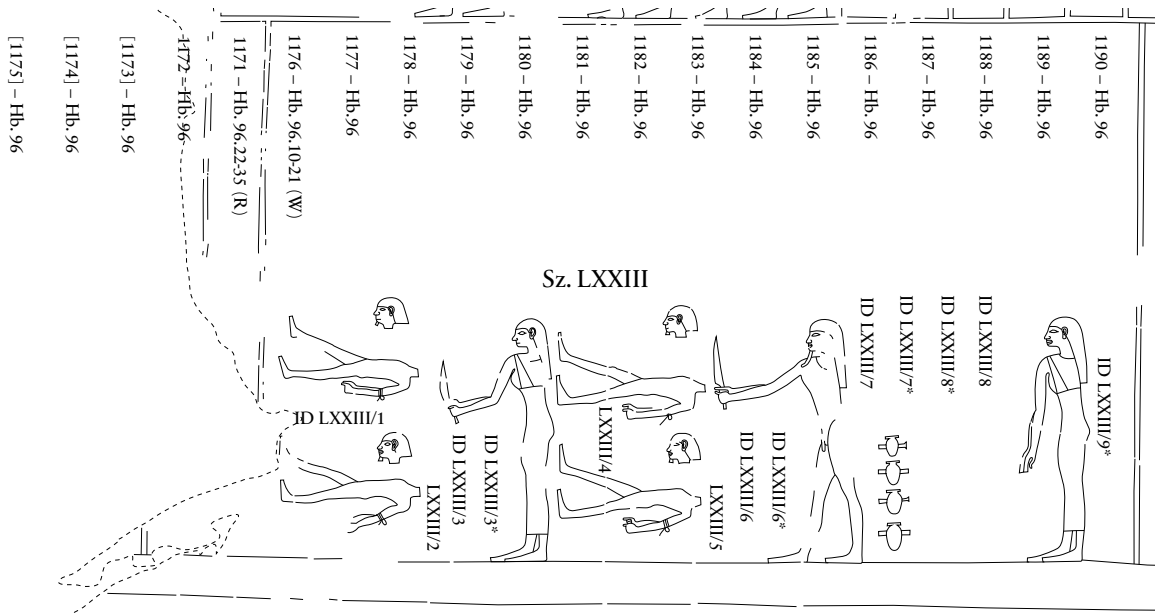 [1175] – Hb. 96
[1174] – Hb. 96
[1173] – Hb. 96
1172 – Hb. 96
1171 – Hb. 96.22-35 (R)
1176 – Hb. 96.10-21 (W)
1177 – Hb.96
1178 – Hb. 96
1179 – Hb. 96
1180 – Hb. 96
1181 – Hb. 96
1182 – Hb. 96
1183 – Hb. 96
1184 – Hb. 96
1185 – Hb. 96
1186 – Hb. 96
1187 – Hb. 96
1188 – Hb. 96
1189 – Hb. 96
1190 – Hb. 96
Sz. LXXIII
ID LXXIII/1
LXXIII/2
ID LXXIII/3
ID LXXIII/3*
LXXIII/4
LXXIII/5
ID LXXIII/6
ID LXXIII/6*
ID LXXIII/7
ID LXXIII/7*
ID LXXIII/8*
ID LXXIII/8
ID LXXIII/9*